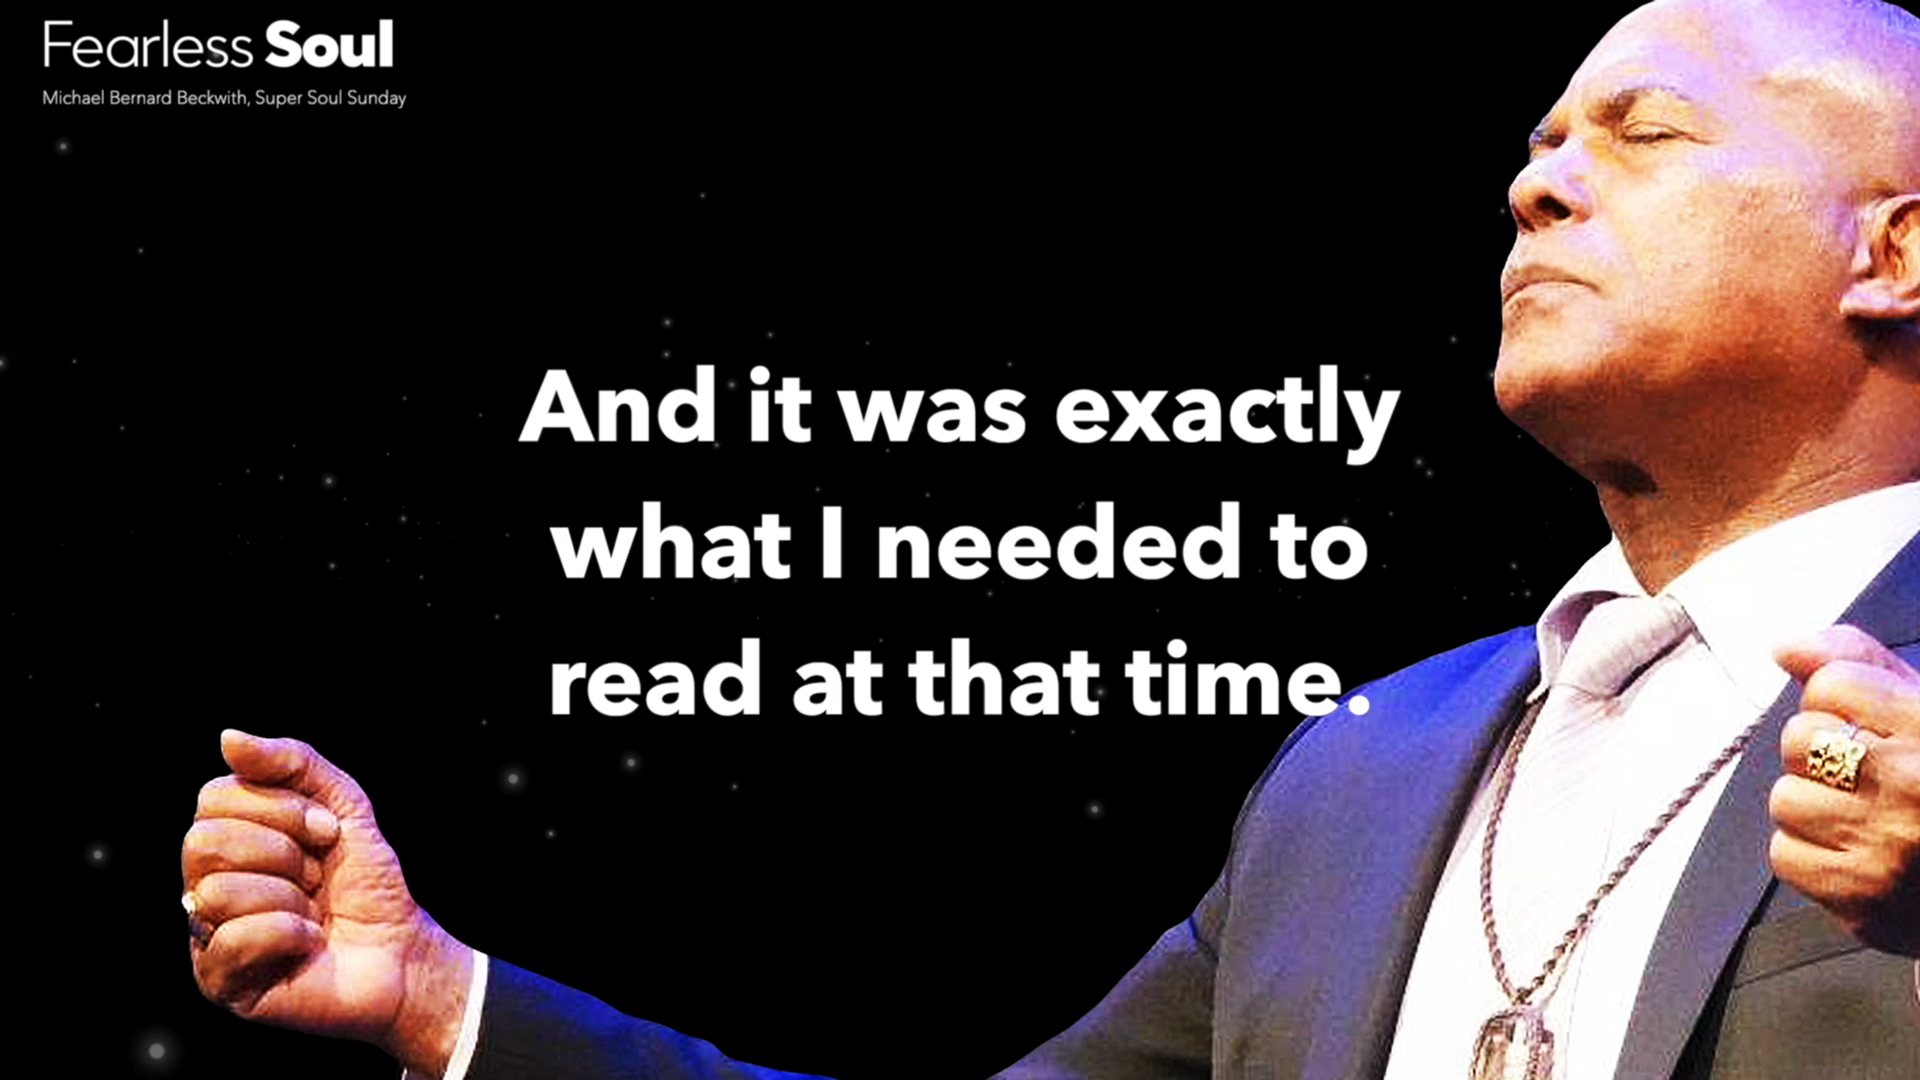 Fearless Soul
Michael Bernard Beckwith, Super Soul Sunday
And it was exactly
what I needed to
read at that time.